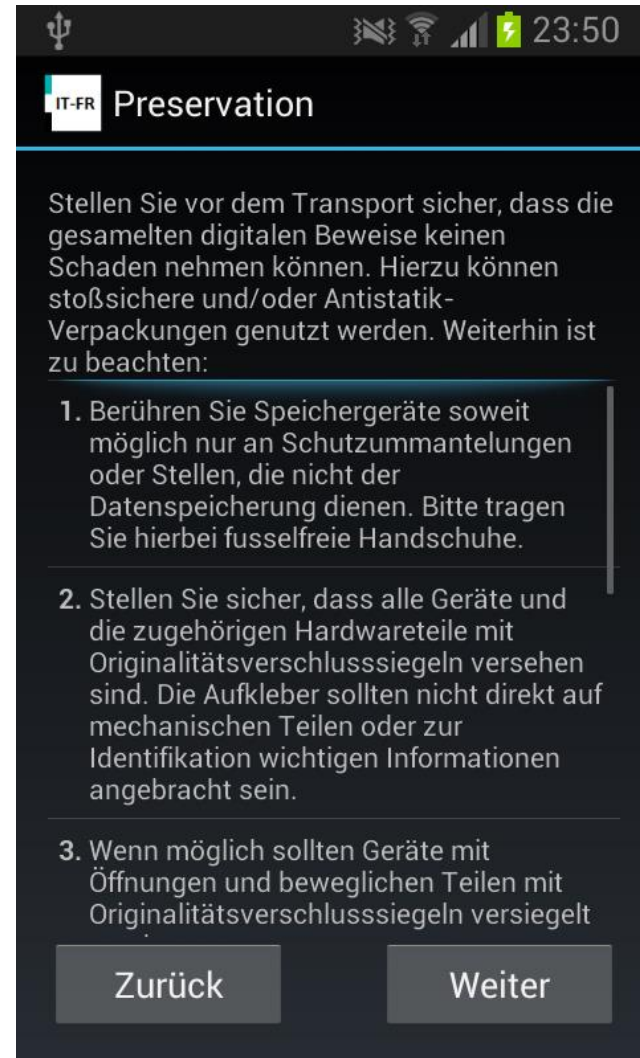 23:50
IT-FR Preservation
Stellen Sie vor dem Transport sicher, dass die
gesamelten digitalen Beweise keinen
Schaden nehmen können. Hierzu können
stoßsichere und/oder Antistatik-
Verpackungen genutzt werden. Weiterhin ist
zu beachten:
1. Berühren Sie Speichergeräte soweit
möglich nur an Schutzummantelungen
oder Stellen, die nicht der
Datenspeicherung dienen. Bitte tragen
Sie hierbei fusselfreie Handschuhe.
2. Stellen Sie sicher, dass alle Geräte und
die zugehörigen Hardwareteile mit
Originalitätsverschlusssiegeln versehen
sind. Die Aufkleber sollten nicht direkt auf
mechanischen Teilen oder zur
Identifikation wichtigen Informationen
angebracht sein.
3. Wenn möglich sollten Geräte mit
Öffnungen und beweglichen Teilen mit
Originalitätsverschlusssiegeln versiegelt
Zurück Weiter